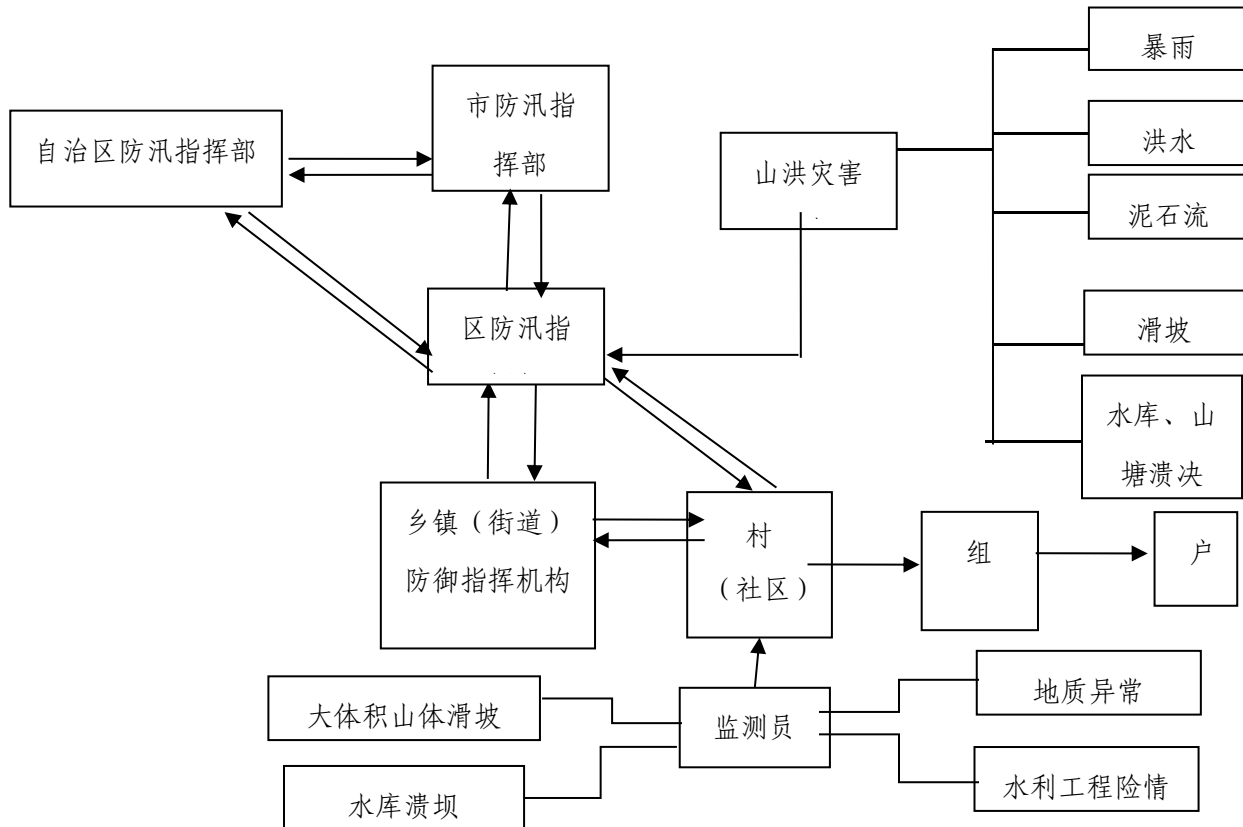 暴雨
市防汛指
挥部
自治区防汛指挥部
洪水
山洪灾害
泥石流
区防汛指
滑坡
水库、山
塘溃决
乡镇（街道）
防御指挥机构
村
（社区）
组
户
大体积山体滑坡
监测员
地质异常
水库溃坝
水利工程险情